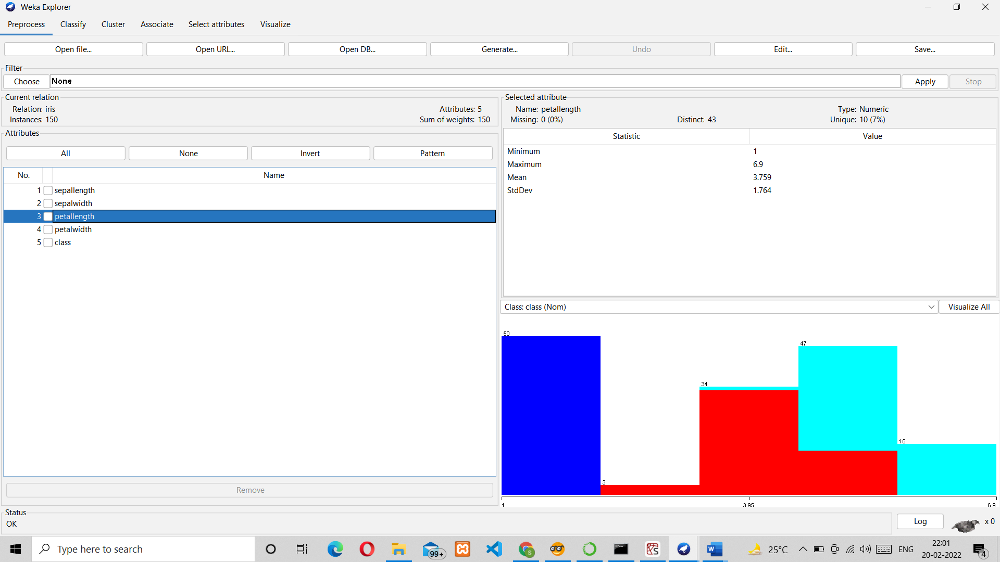 Weka Explorer
Preprocess Classify Cluster Associate Select attributes Visualize
Open file... Open URL... Open DB... Generate... Undo Edit... Save...
Filter
Choose None Apply Stop
Current relation
Relation: iris Attributes: 5
Instances: 150 Sum of weights: 150
Attributes
All None Invert Pattern
No. Name
1 sepallength
2 sepalwidth
3 petallength
4 petalwidth
5 class
Remove
Selected attribute
Name: petallength Type: Numeric
Missing: 0 (0%) Distinct: 43 Unique: 10 (7%)
Statistic Value
Minimum 1
Maximum 6.9
Mean 3.759
StdDev 1.764
Class: class (Nom) Visualize All
50
47
34
16
3
1 3.95 6.9
Status
OK
Log x 0
Type here to search
99+
S
25°C
ENG
22:01
20-02-2022
4